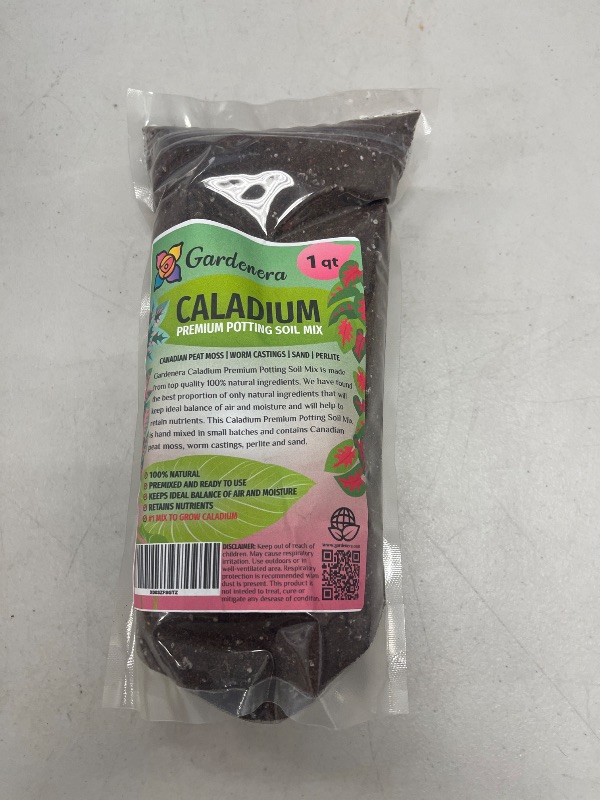 Gardenera
1 qt
CALADIUM
PREMIUM POTTING SOIL MIX
CANADIAN PEAT MOSS | WORM CASTINGS | SAND | PERLITE
Gardenera Caladium Premium Potting Soil Mix is made
from top quality 100% natural ingredients. We have found
the best proportion of only natural ingredients that will
keep ideal balance of air and moisture and will help to
retain nutrients. This Caladium Premium Potting Soil Mix
is hand mixed in small batches and contains Canadian
peat moss, worm castings, perlite and sand.
100% NATURAL
PREMIXED AND READY TO USE
KEEPS IDEAL BALANCE OF AIR AND MOISTURE
RETAINS NUTRIENTS
#1 MIX TO GROW CALADIUM
DISCLAIMER: Keep out of reach of
children. May cause respiratory
irritation. Use outdoors or in
well-ventilated area. Respiratory
protection is recommended when
dust is present. This product is
not inteded to treat, cure or
mitigate any desease of condition.